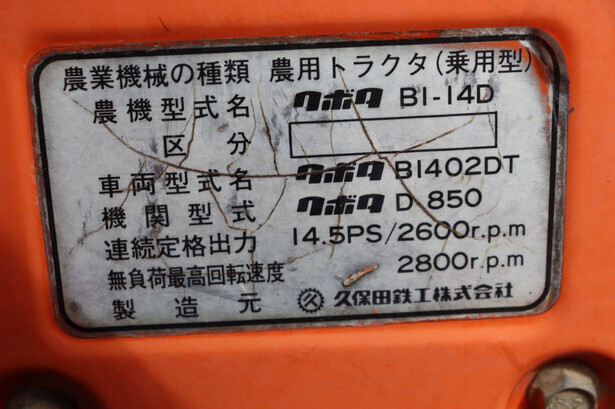 農業機械の種類 農用トラクタ(乗用型)
農機型式名 クボタ B1-14D
区分
車両型式名 クボタ B1402DT
機関型式 クボタ D 850
連続定格出力 14.5PS/2600r.p.m
無負荷最高回転速度 2800r.p.m
製造元 久保田鉄工株式会社